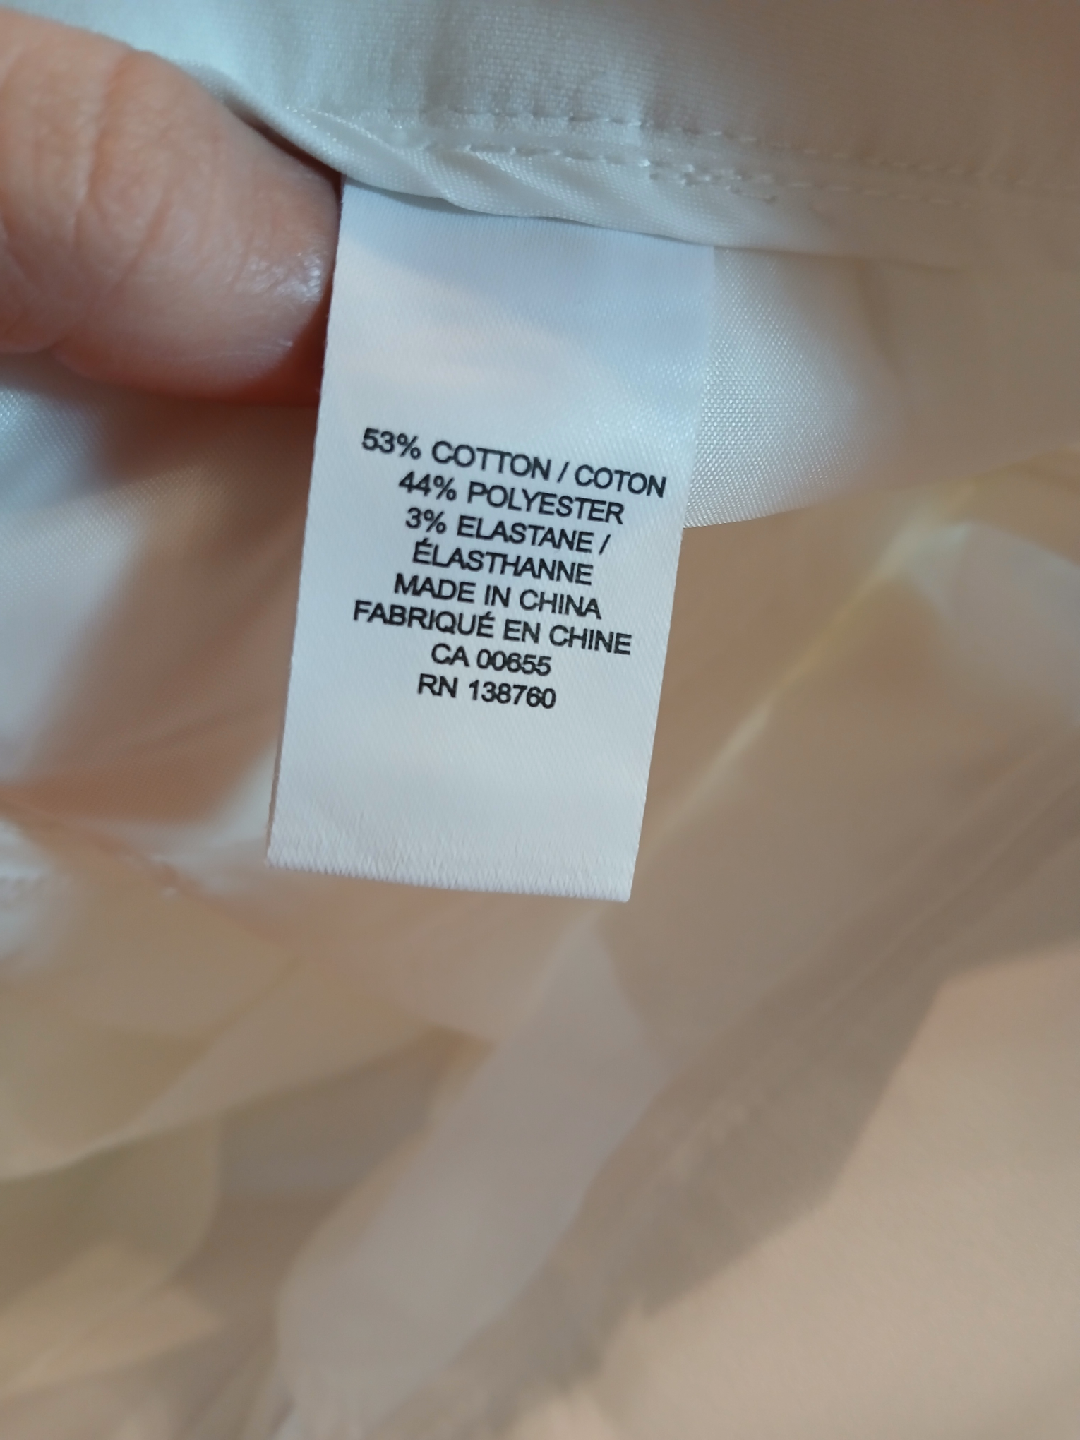 53% COTTON / COTON
44% POLYESTER
3% ELASTANE /
ÉLASTHANNE
MADE IN CHINA
FABRIQUÉ EN CHINE
CA 00655
RN 138760